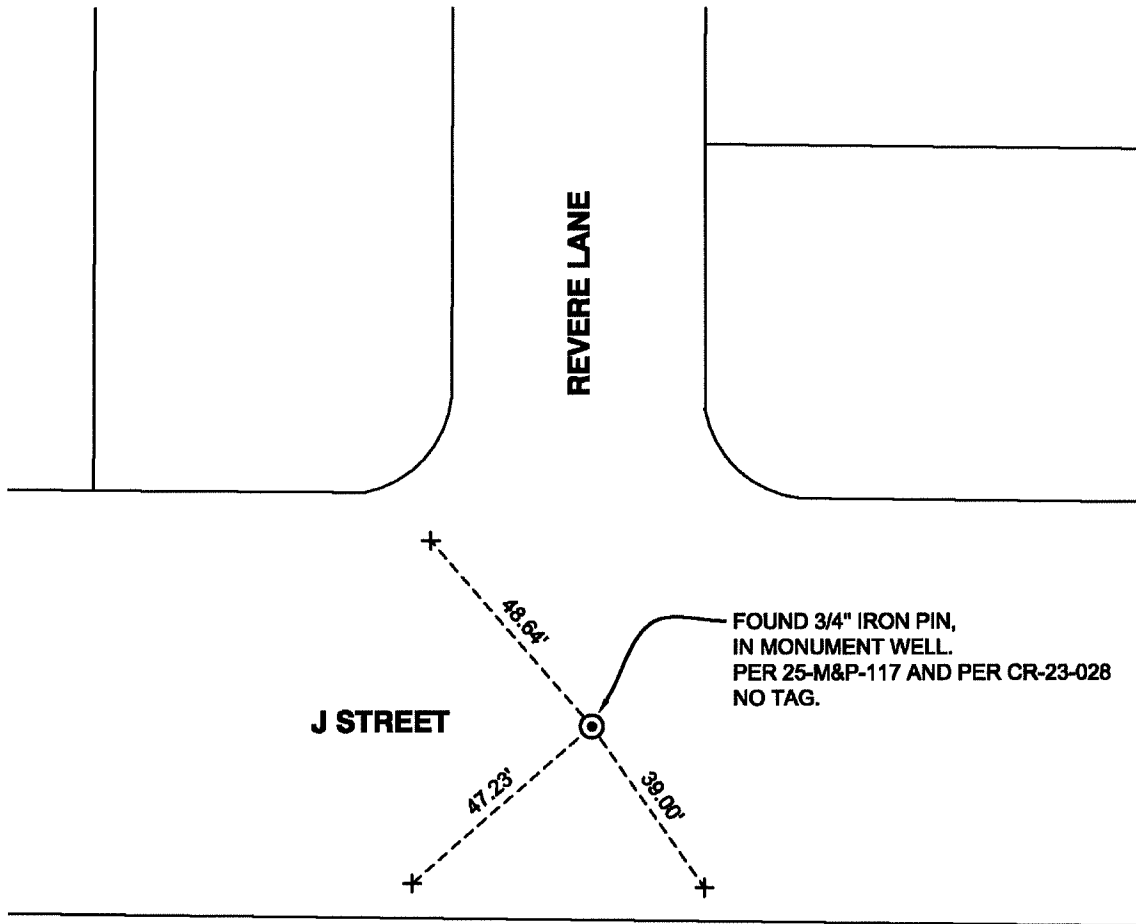 REVERE LANE
48.64'
FOUND 3/4" IRON PIN,
IN MONUMENT WELL.
PER 25-M&P-117 AND PER CR-23-028
NO TAG.
J STREET
47.23'
39.00'